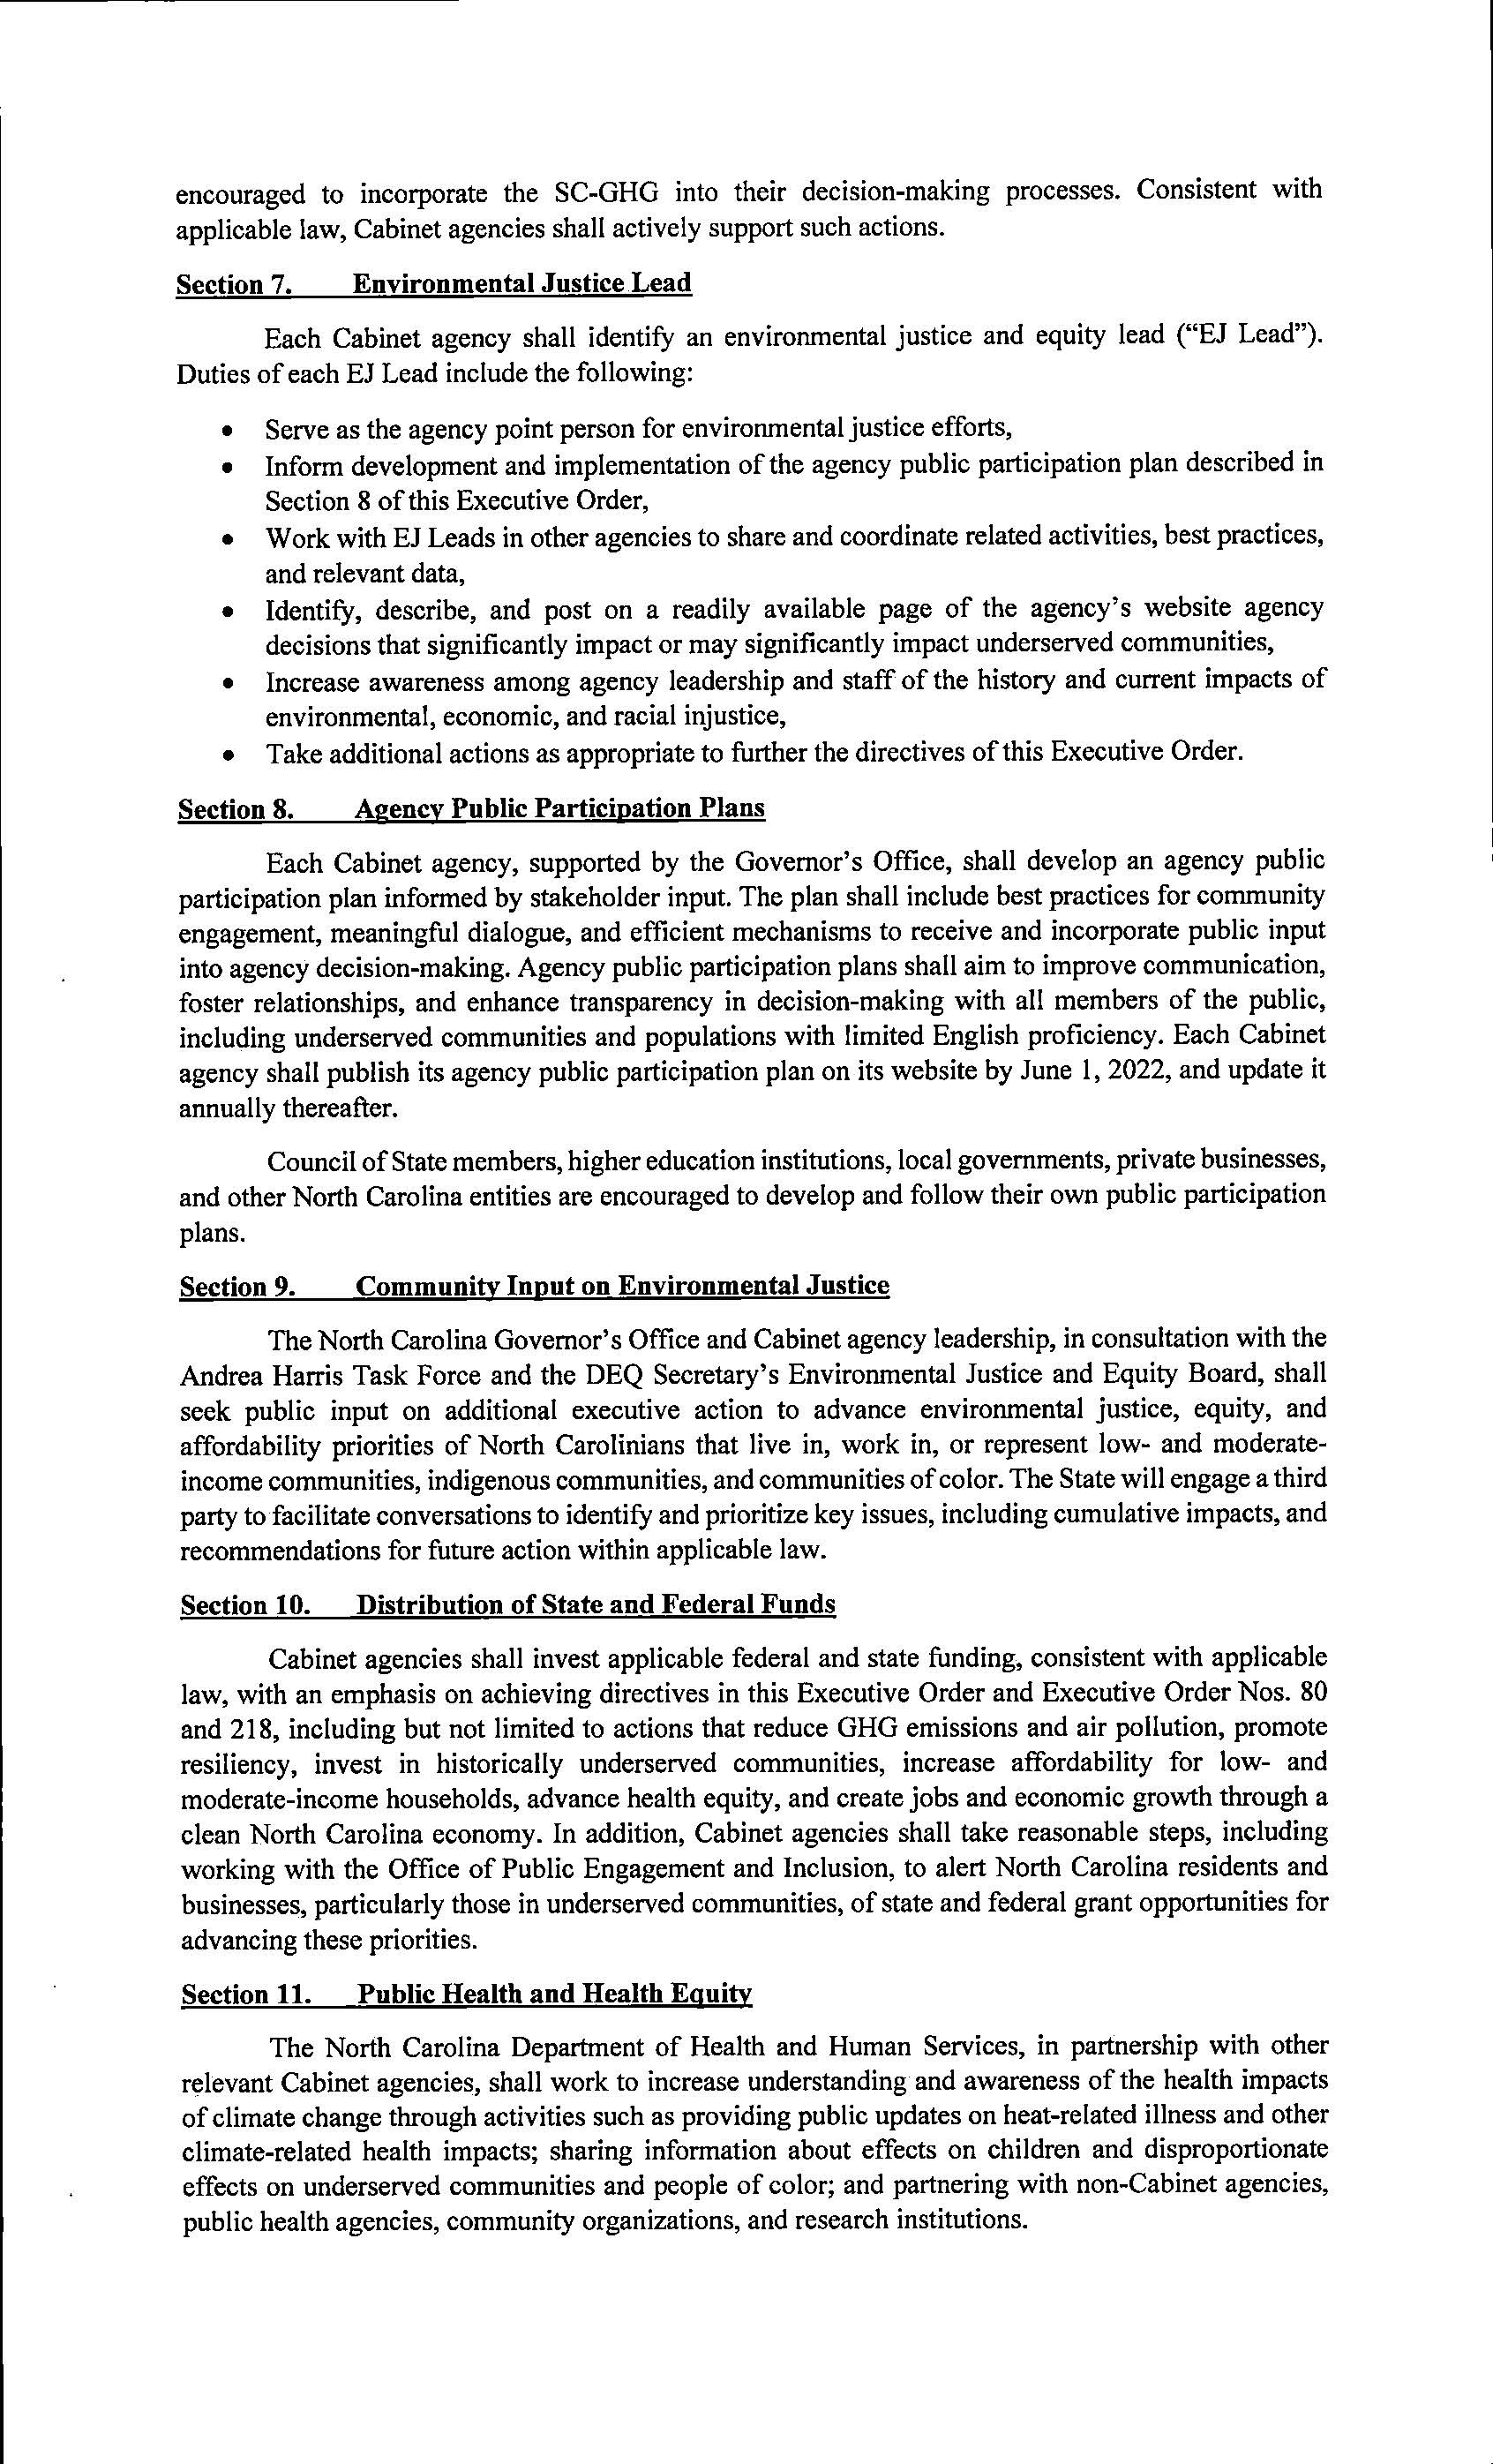 encouraged to incorporate the SC-GHG into their decision-making processes. Consistent with
applicable law, Cabinet agencies shall actively support such actions.
Section 7. Environmental Justice Lead
Each Cabinet agency shall identify an environmental justice and equity lead (“EJ Lead”).
Duties of each EJ Lead include the following:
• Serve as the agency point person for environmental justice efforts,
• Inform development and implementation of the agency public participation plan described in
Section 8 of this Executive Order,
• Work with EJ Leads in other agencies to share and coordinate related activities, best practices,
and relevant data,
• Identify, describe, and post on a readily available page of the agency’s website agency
decisions that significantly impact or may significantly impact underserved communities,
• Increase awareness among agency leadership and staff of the history and current impacts of
environmental, economic, and racial injustice,
• Take additional actions as appropriate to further the directives of this Executive Order.
Section 8. Agency Public Participation Plans
Each Cabinet agency, supported by the Governor’s Office, shall develop an agency public
participation plan informed by stakeholder input. The plan shall include best practices for community
engagement, meaningful dialogue, and efficient mechanisms to receive and incorporate public input
into agency decision-making. Agency public participation plans shall aim to improve communication,
foster relationships, and enhance transparency in decision-making with all members of the public,
including underserved communities and populations with limited English proficiency. Each Cabinet
agency shall publish its agency public participation plan on its website by June 1, 2022, and update it
annually thereafter.
Council of State members, higher education institutions, local governments, private businesses,
and other North Carolina entities are encouraged to develop and follow their own public participation
plans.
Section 9. Community Input on Environmental Justice
The North Carolina Governor’s Office and Cabinet agency leadership, in consultation with the
Andrea Harris Task Force and the DEQ Secretary’s Environmental Justice and Equity Board, shall
seek public input on additional executive action to advance environmental justice, equity, and
affordability priorities of North Carolinians that live in, work in, or represent low- and moderate-
income communities, indigenous communities, and communities of color. The State will engage a third
party to facilitate conversations to identify and prioritize key issues, including cumulative impacts, and
recommendations for future action within applicable law.
Section 10. Distribution of State and Federal Funds
Cabinet agencies shall invest applicable federal and state funding, consistent with applicable
law, with an emphasis on achieving directives in this Executive Order and Executive Order Nos. 80
and 218, including but not limited to actions that reduce GHG emissions and air pollution, promote
resiliency, invest in historically underserved communities, increase affordability for low- and
moderate-income households, advance health equity, and create jobs and economic growth through a
clean North Carolina economy. In addition, Cabinet agencies shall take reasonable steps, including
working with the Office of Public Engagement and Inclusion, to alert North Carolina residents and
businesses, particularly those in underserved communities, of state and federal grant opportunities for
advancing these priorities.
Section 11. Public Health and Health Equity
The North Carolina Department of Health and Human Services, in partnership with other
relevant Cabinet agencies, shall work to increase understanding and awareness of the health impacts
of climate change through activities such as providing public updates on heat-related illness and other
climate-related health impacts; sharing information about effects on children and disproportionate
effects on underserved communities and people of color; and partnering with non-Cabinet agencies,
public health agencies, community organizations, and research institutions.